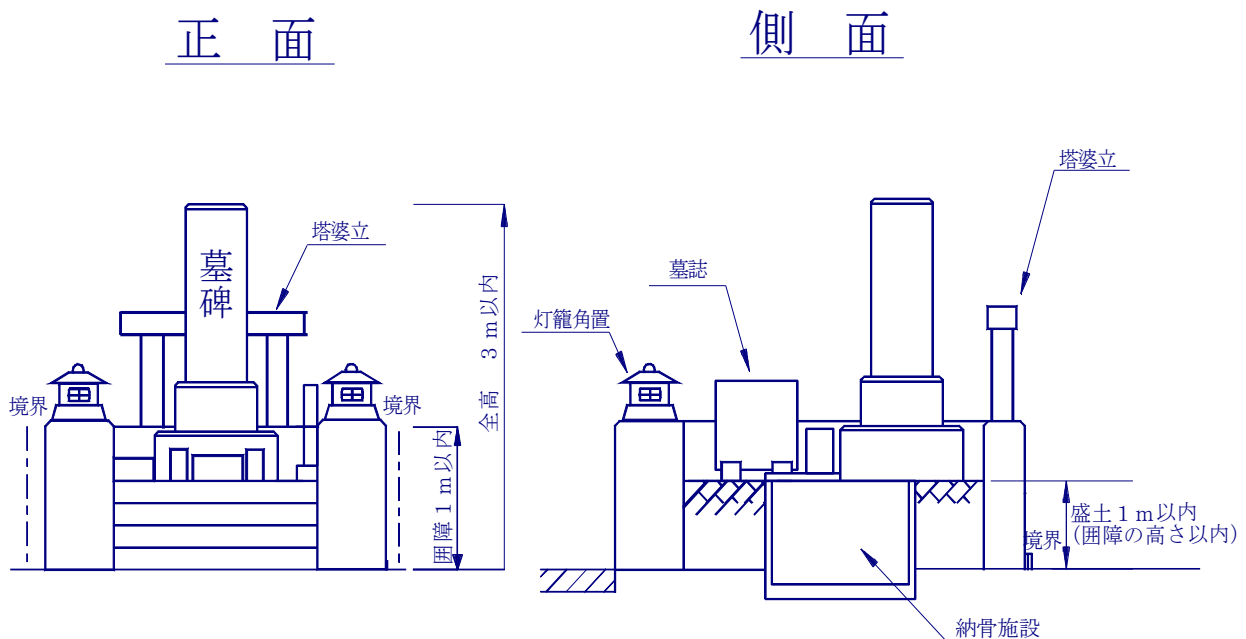 正　面
側　面
塔婆立
墓碑
塔婆立
墓誌
灯籠角置
境界
境界
全高　３ｍ以内
囲障１ｍ以内
盛土１ｍ以内
(囲障の高さ以内)
境界
納骨施設